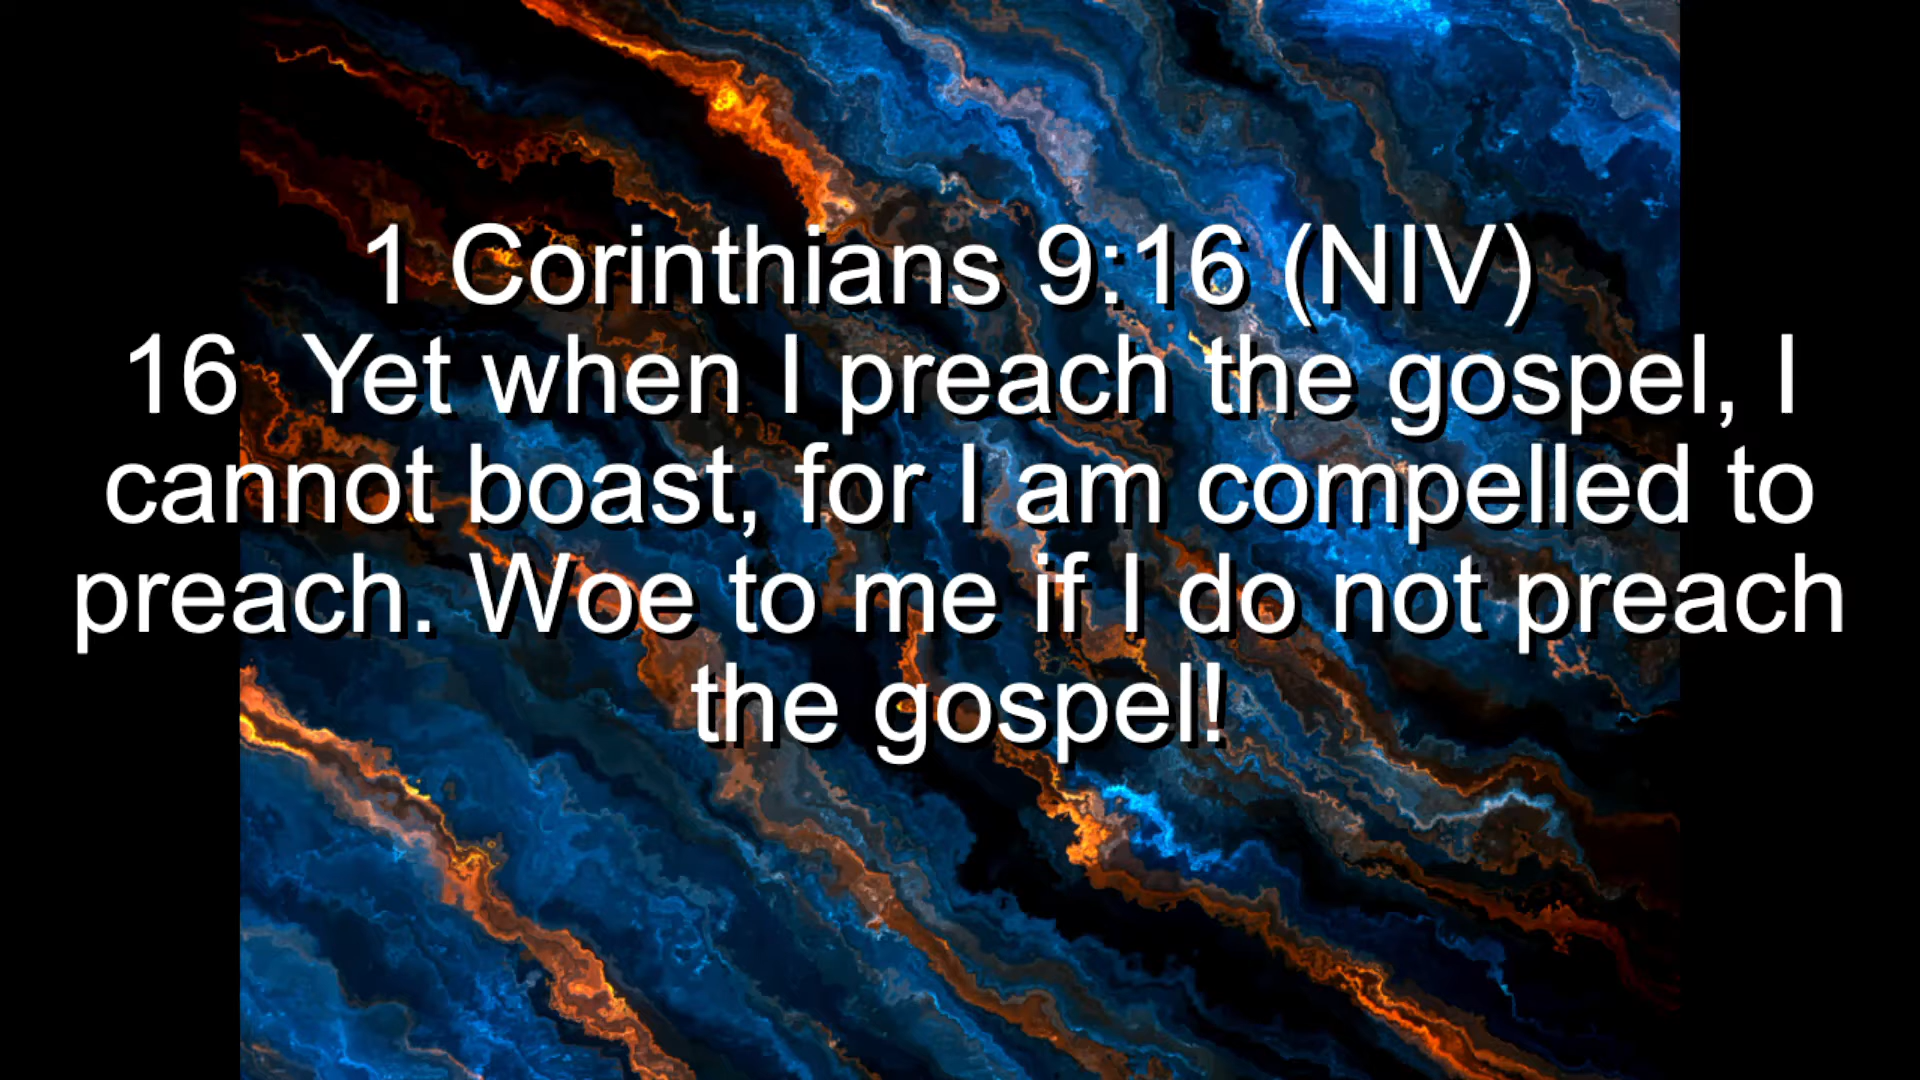 1 Corinthians 9:16 (NIV)
16  Yet when I preach the gospel, I
cannot boast, for I am compelled to
preach. Woe to me if I do not preach
the gospel!